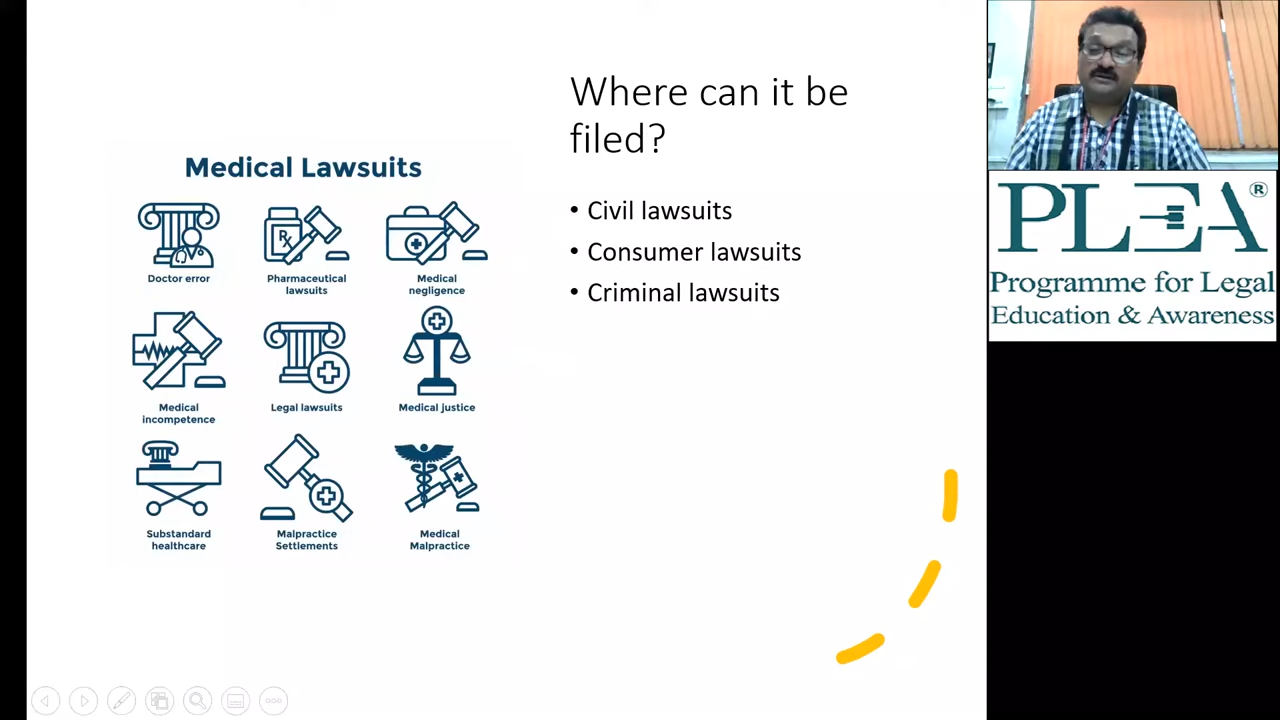 Where can it be
filed?
Medical Lawsuits
Doctor error
Pharmaceutical
lawsuits
Medical
negligence
Medical
incompetence
Legal lawsuits
Medical justice
Substandard
healthcare
Malpractice
Settlements
Medical
Malpractice
Rx
• Civil lawsuits
• Consumer lawsuits
• Criminal lawsuits
PLEA®
Programme for Legal
Education & Awareness